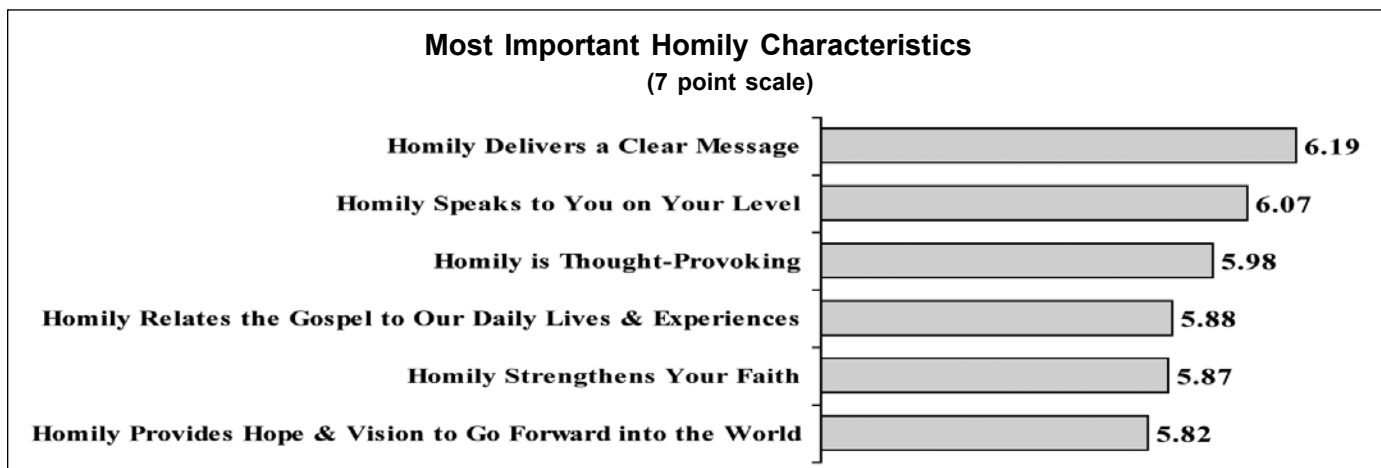 Most Important Homily Characteristics
(7 point scale)
Homily Delivers a Clear Message 6.19
Homily Speaks to You on Your Level 6.07
Homily is Thought-Provoking 5.98
Homily Relates the Gospel to Our Daily Lives & Experiences 5.88
Homily Strengthens Your Faith 5.87
Homily Provides Hope & Vision to Go Forward into the World 5.82